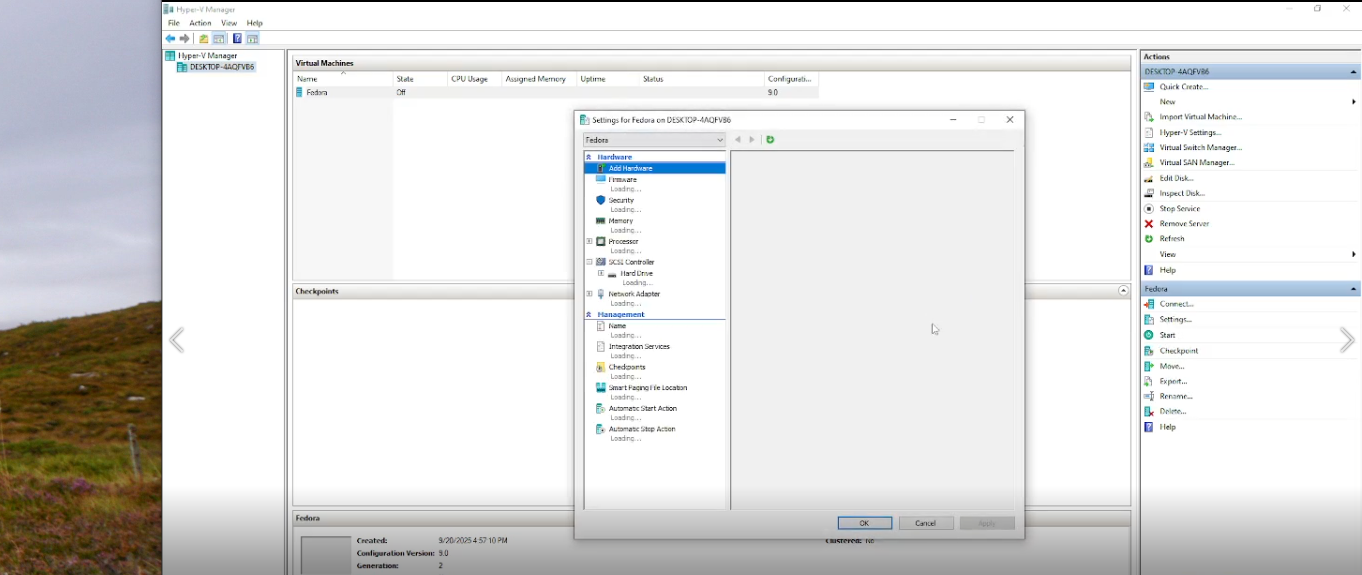 Hyper-V Manager
File Action View Help
Hyper-V Manager
DESKTOP-4AQFVB6
Virtual Machines
Name State CPU Usage Assigned Memory Uptime Status Configurati...
Fedora Off 9.0
Settings for Fedora on DESKTOP-4AQFVB6
Fedora
Hardware
Add Hardware
Firmware
Loading...
Security
Loading...
Memory
Loading...
Processor
Loading...
SCSI Controller
Hard Drive
Loading...
Network Adapter
Loading...
Management
Name
Loading...
Integration Services
Loading...
Checkpoints
Loading...
Smart Paging File Location
Loading...
Automatic Start Action
Loading...
Automatic Stop Action
Loading...
OK Cancel Apply
Checkpoints
Fedora
Created: 9/20/2025 4:57:10 PM
Configuration Version: 9.0
Generation: 2
Clustered: No
Actions
DESKTOP-4AQFVB6
Quick Create...
New
Import Virtual Machine...
Hyper-V Settings...
Virtual Switch Manager...
Virtual SAN Manager...
Edit Disk...
Inspect Disk...
Stop Service
Remove Server
Refresh
View
Help
Fedora
Connect...
Settings...
Start
Checkpoint
Move...
Export...
Rename...
Delete...
Help